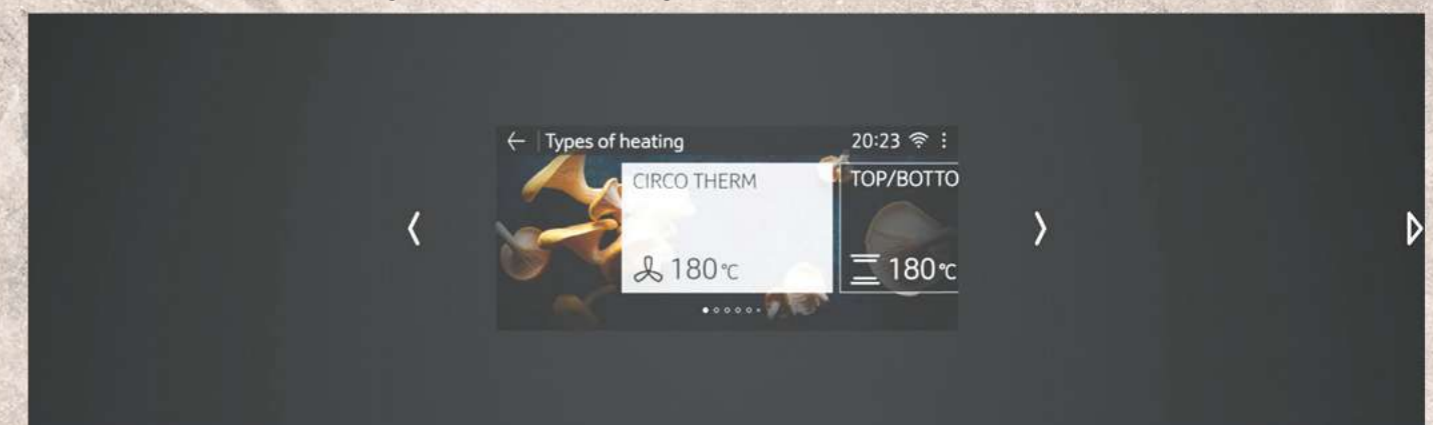 Types of heating
20:23
CIRCO THERM
TOP/BOTTO
180°C
180°C